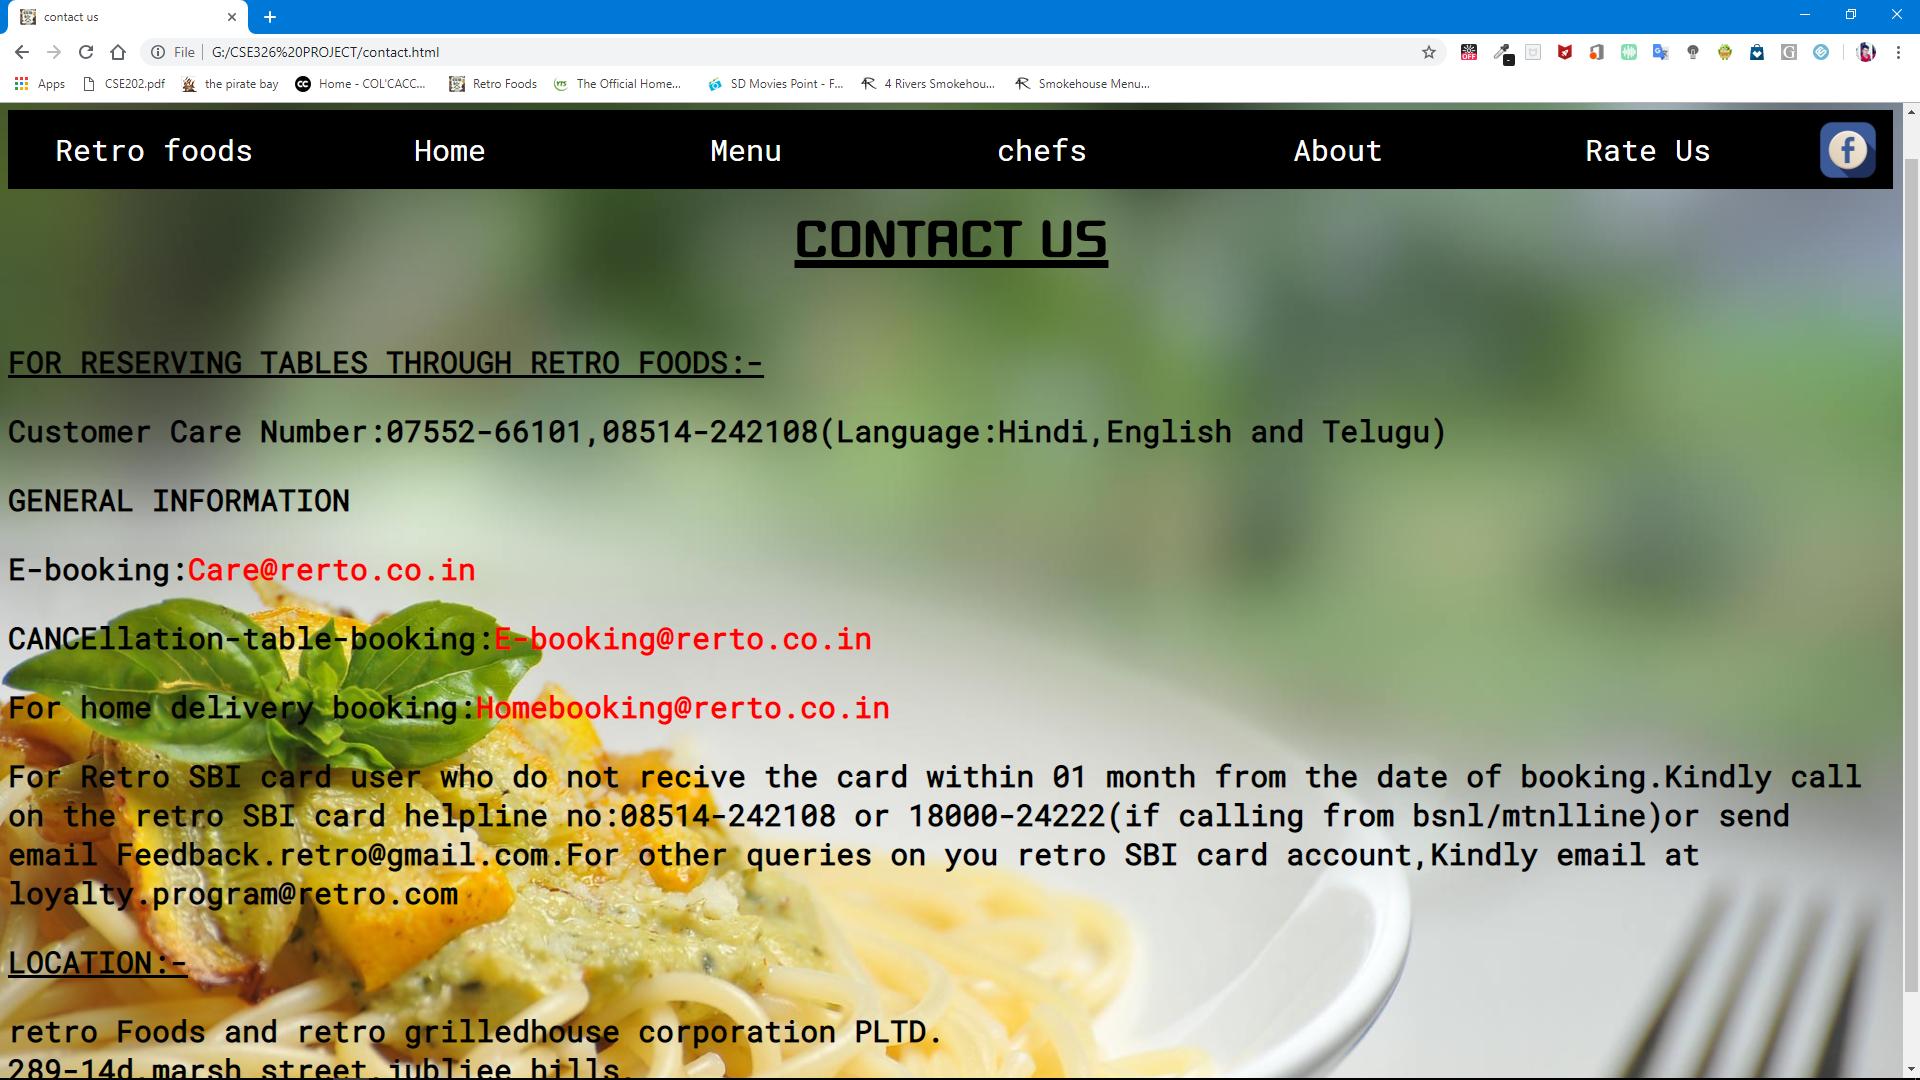 contact us
File
G:/CSE326%20PROJECT/contact.html
OFF
Apps
CSE202.pdf
the pirate bay
Home - COL'CACC...
Retro Foods
The Official Home...
SD Movies Point - F...
4 Rivers Smokehou...
Smokehouse Menu...
Retro foods
Home
Menu
chefs
About
Rate Us
CONTACT US
FOR RESERVING TABLES THROUGH RETRO FOODS:-
Customer Care Number:07552-66101,08514-242108(Language:Hindi,English and Telugu)
GENERAL INFORMATION
E-booking:Care@rerto.co.in
CANCEllation-table-booking:E-booking@rerto.co.in
For home delivery booking:Homebooking@rerto.co.in
For Retro SBI card user who do not recive the card within 01 month from the date of booking.Kindly call
on the retro SBI card helpline no:08514-242108 or 18000-24222(if calling from bsnl/mtnlline)or send
email Feedback.retro@gmail.com.For other queries on you retro SBI card account,Kindly email at
loyalty.program@retro.com
LOCATION:-
retro Foods and retro grilledhouse corporation PLTD.
289-14d,marsh street,jubliee hills,